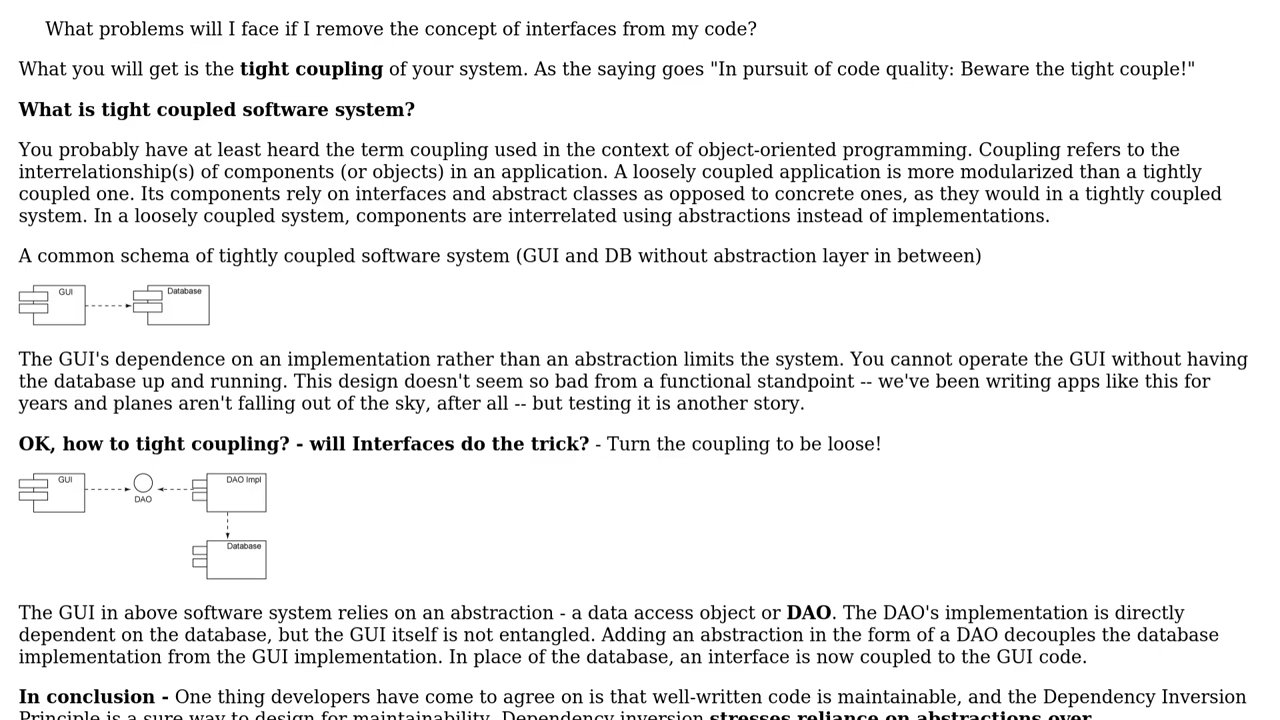 What problems will I face if I remove the concept of interfaces from my code?
What you will get is the tight coupling of your system. As the saying goes "In pursuit of code quality: Beware the tight couple!"
What is tight coupled software system?
You probably have at least heard the term coupling used in the context of object-oriented programming. Coupling refers to the
interrelationship(s) of components (or objects) in an application. A loosely coupled application is more modularized than a tightly
coupled one. Its components rely on interfaces and abstract classes as opposed to concrete ones, as they would in a tightly coupled
system. In a loosely coupled system, components are interrelated using abstractions instead of implementations.
A common schema of tightly coupled software system (GUI and DB without abstraction layer in between)
GUI Database
The GUI's dependence on an implementation rather than an abstraction limits the system. You cannot operate the GUI without having
the database up and running. This design doesn't seem so bad from a functional standpoint -- we've been writing apps like this for
years and planes aren't falling out of the sky, after all -- but testing it is another story.
OK, how to tight coupling? - will Interfaces do the trick? - Turn the coupling to be loose!
GUI DAO Impl
DAO
Database
The GUI in above software system relies on an abstraction - a data access object or DAO. The DAO's implementation is directly
dependent on the database, but the GUI itself is not entangled. Adding an abstraction in the form of a DAO decouples the database
implementation from the GUI implementation. In place of the database, an interface is now coupled to the GUI code.
In conclusion - One thing developers have come to agree on is that well-written code is maintainable, and the Dependency Inversion
Principle is a sure way to design for maintainability. Dependency inversion stresses reliance on abstractions over